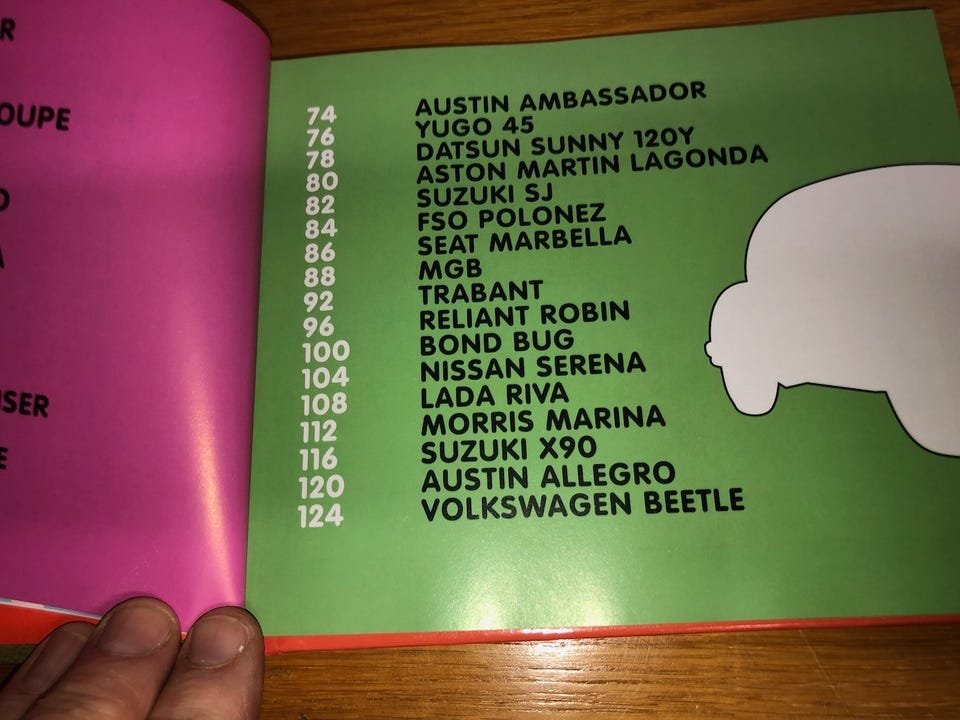 R
OUPE
O
A
ISER
E
74 AUSTIN AMBASSADOR
76 YUGO 45
78 DATSUN SUNNY 120Y
80 ASTON MARTIN LAGONDA
82 SUZUKI SJ
84 FSO POLONEZ
86 SEAT MARBELLA
88 MGB
92 TRABANT
96 RELIANT ROBIN
100 BOND BUG
104 NISSAN SERENA
108 LADA RIVA
112 MORRIS MARINA
116 SUZUKI X90
120 AUSTIN ALLEGRO
124 VOLKSWAGEN BEETLE